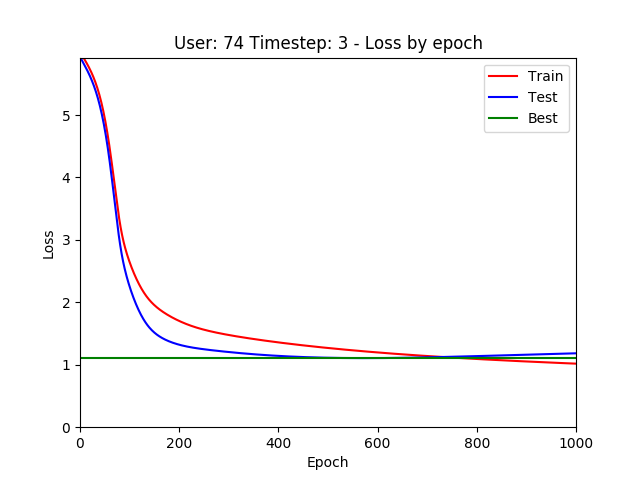 User: 74 Timestep: 3 - Loss by epoch
Train
Test
Best
Loss
5
4
3
2
1
0
0 200 400 600 800 1000
Epoch